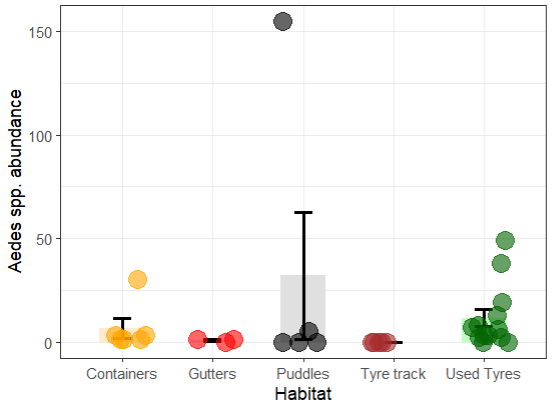 Aedes spp. abundance
150
100
50
0
Containers Gutters Puddles Tyre track Used Tyres
Habitat